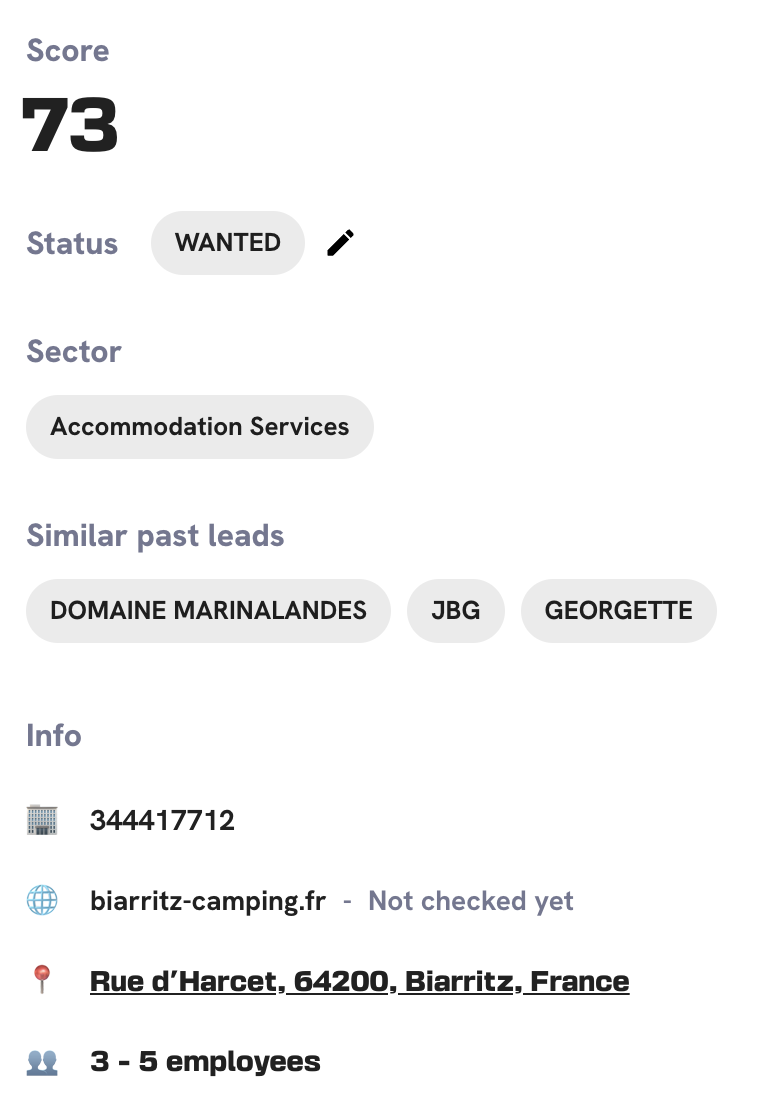 Score
73
Status WANTED
Sector
Accommodation Services
Similar past leads
DOMAINE MARINALANDES JBG GEORGETTE
Info
344417712
biarritz-camping.fr - Not checked yet
Rue d’Harcet, 64200, Biarritz, France
3 - 5 employees